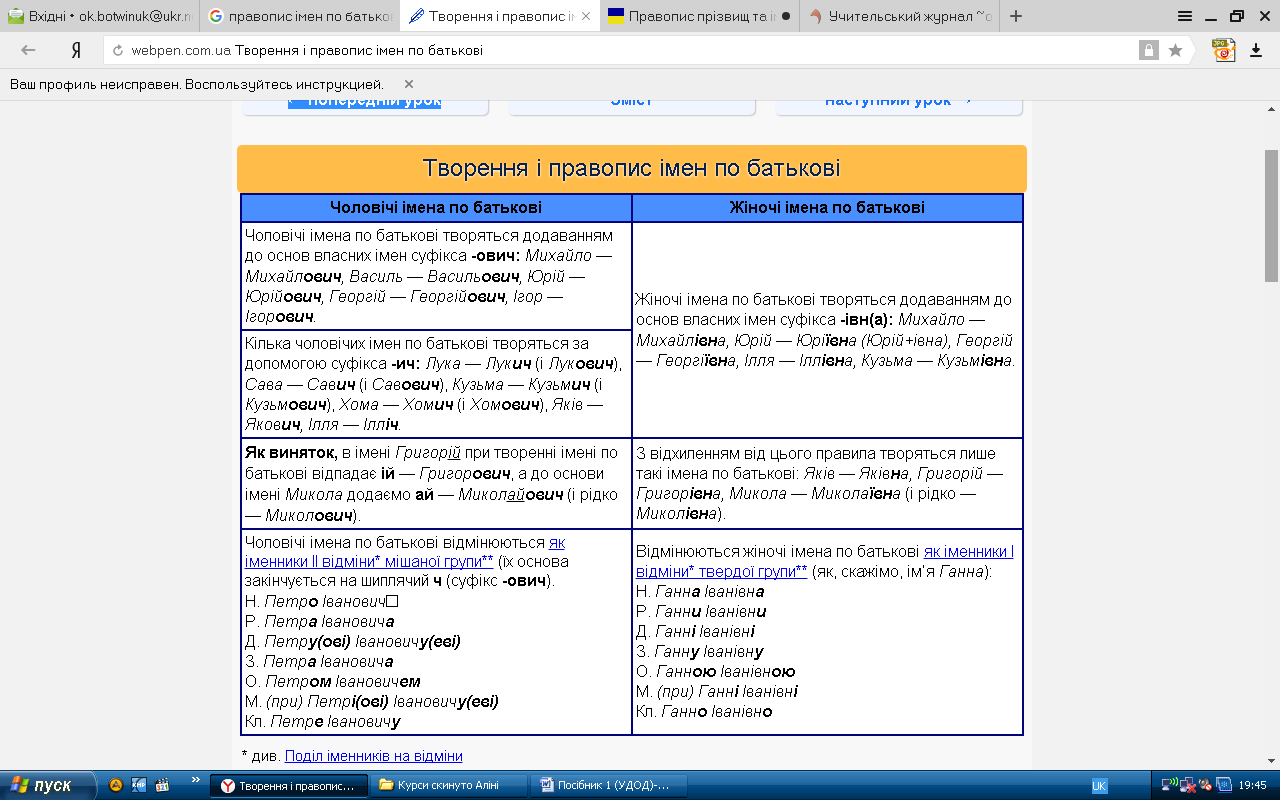 Вхідні • ok.botwinuk@ukr.n
правопис імен по батьков
Творення і правопис ім
Правопис прізвищ та ім
Учительський журнал ~о
Я
webpen.com.ua Творення і правопис імен по батькові
Ваш профиль неисправен. Воспользуйтесь инструкцией.
← Попередній урок
Зміст
Наступний урок →
Творення і правопис імен по батькові
Чоловічі імена по батькові
Жіночі імена по батькові
Чоловічі імена по батькові творяться додаванням
до основ власних імен суфікса -ович: Михайло —
Михайлович, Василь — Васильович, Юрій —
Юрійович, Георгій — Георгійович, Ігор —
Ігорович.
Жіночі імена по батькові творяться додаванням до
основ власних імен суфікса -івн(а): Михайло —
Михайлівна, Юрій — Юріївна (Юрій+івна), Георгій
— Георгіївна, Ілля — Іллівна, Кузьма — Кузьмівна.
Кілька чоловічих імен по батькові творяться за
допомогою суфікса -ич: Лука — Лукич (і Лукович),
Сава — Савич (і Савович), Кузьма — Кузьмич (і
Кузьмович), Хома — Хомич (і Хомович), Яків —
Якович, Ілля — Ілліч.
Як виняток, в імені Григорій при творенні імені по
батькові відпадає ій — Григорович, а до основи
імені Микола додаємо ай — Миколайович (і рідко
— Миколович).
З відхиленням від цього правила творяться лише
такі імена по батькові: Яків — Яківна, Григорій —
Григорівна, Микола — Миколаївна (і рідко —
Миколівна).
Чоловічі імена по батькові відмінюються як
іменники II відміни* мішаної групи** (їх основа
закінчується на шиплячий ч (суфікс -ович).
Н. Петро Іванович□
Р. Петра Івановича
Д. Петру(ові) Івановичу(еві)
З. Петра Івановича
О. Петром Івановичем
М. (при) Петрі(ові) Івановичу(еві)
Кл. Петре Івановичу
Відмінюються жіночі імена по батькові як іменники I
відміни* твердої групи** (як, скажімо, ім'я Ганна):
Н. Ганна Іванівна
Р. Ганни Іванівни
Д. Ганні Іванівні
З. Ганну Іванівну
О. Ганною Іванівною
М. (при) Ганні Іванівні
Кл. Ганно Іванівно
* див. Поділ іменників на відміни
пуск
Творення і правопис...
Курси скинуто Аліні
Посібник 1 (УДОД)-...
UK
19:45